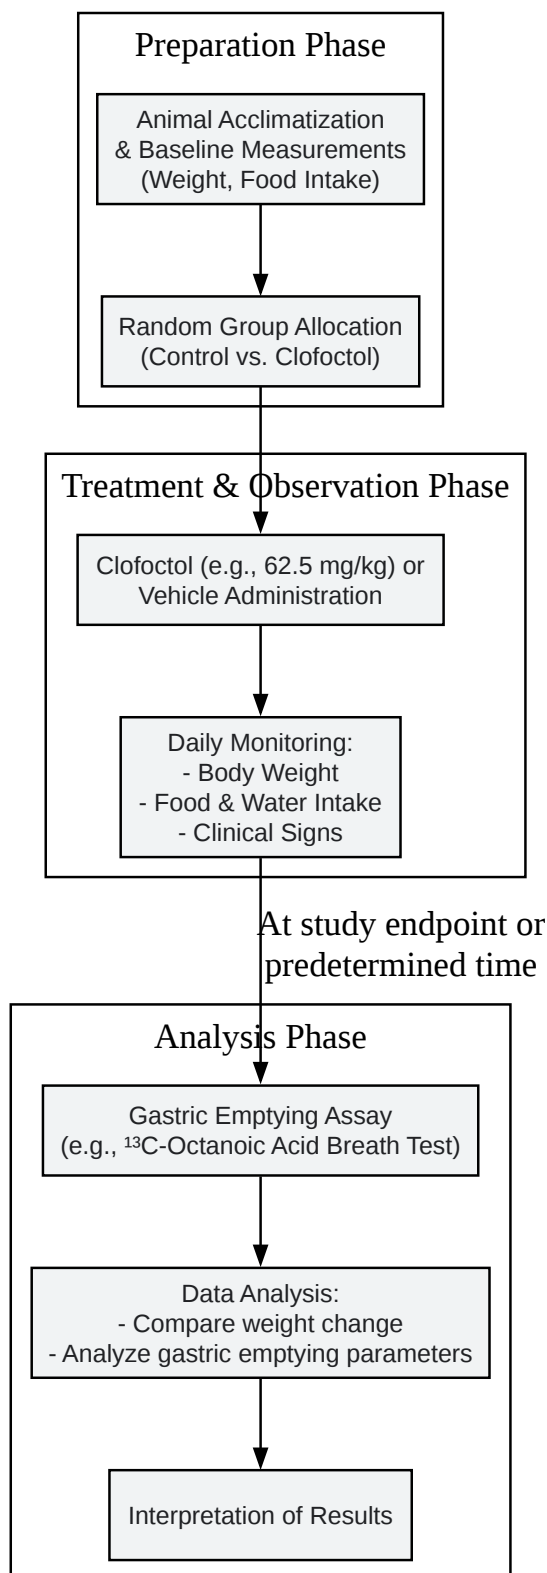 Preparation Phase
Animal Acclimatization
& Baseline Measurements
(Weight, Food Intake)
Random Group Allocation
(Control vs. Clofoctol)
Treatment & Observation Phase
Clofoctol (e.g., 62.5 mg/kg) or
Vehicle Administration
Daily Monitoring:
- Body Weight
- Food & Water Intake
- Clinical Signs
At study endpoint or
predetermined time
Analysis Phase
Gastric Emptying Assay
(e.g., ¹³C-Octanoic Acid Breath Test)
Data Analysis:
- Compare weight change
- Analyze gastric emptying parameters
Interpretation of Results